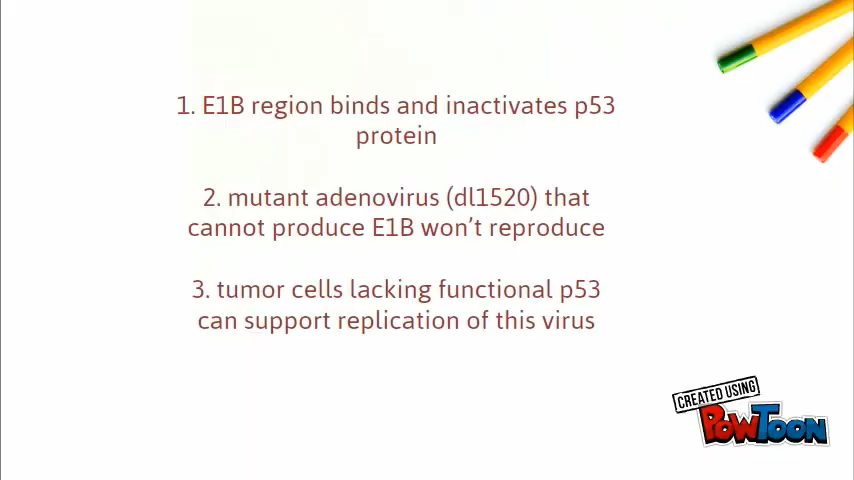 1. E1B region binds and inactivates p53
protein
2. mutant adenovirus (dl1520) that
cannot produce E1B won't reproduce
3. tumor cells lacking functional p53
can support replication of this virus
CREATED USING
POWTOON